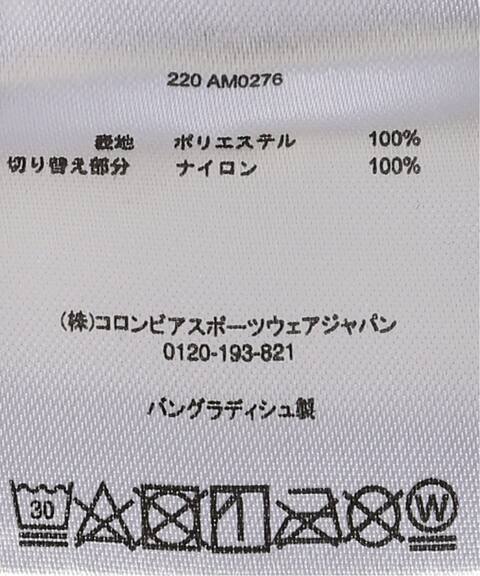 220 AM0276
表地 ポリエステル 100%
切り替え部分 ナイロン 100%
(株)コロンビアスポーツウェアジャパン
0120-193-821
バングラディシュ製
30 W